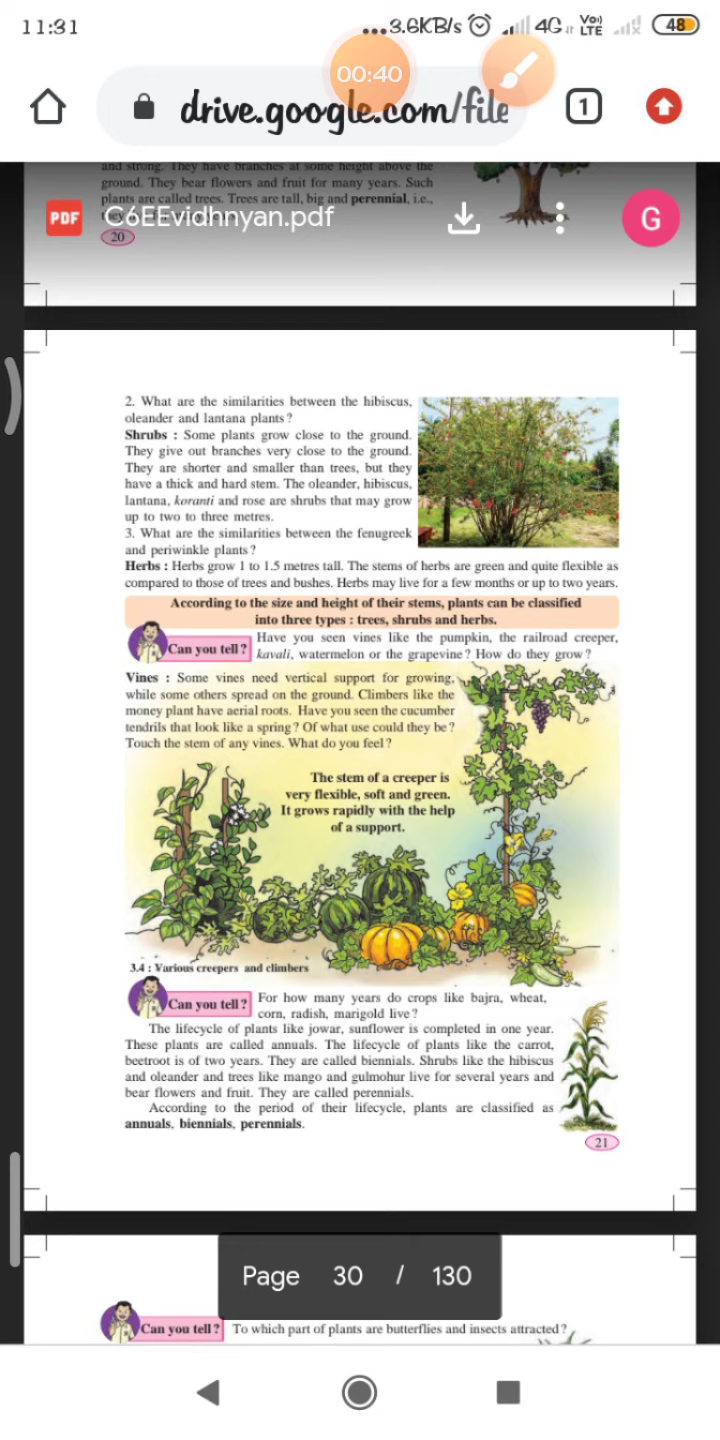 11:31
...3.6KB/s 4G VoLTE 48
00:40
drive.google.com/file
1
and strong. They have branches at some height above the
ground. They bear flowers and fruit for many years. Such
plants are called trees. Trees are tall, big and perennial, i.e.,
PDF C6EEvidhnyan.pdf
G
20
2. What are the similarities between the hibiscus,
oleander and lantana plants ?
Shrubs : Some plants grow close to the ground.
They give out branches very close to the ground.
They are shorter and smaller than trees, but they
have a thick and hard stem. The oleander, hibiscus,
lantana, koranti and rose are shrubs that may grow
up to two to three metres.
3. What are the similarities between the fenugreek
and periwinkle plants ?
Herbs : Herbs grow 1 to 1.5 metres tall. The stems of herbs are green and quite flexible as
compared to those of trees and bushes. Herbs may live for a few months or up to two years.
According to the size and height of their stems, plants can be classified
into three types : trees, shrubs and herbs.
Can you tell ? Have you seen vines like the pumpkin, the railroad creeper,
kavali, watermelon or the grapevine ? How do they grow ?
Vines : Some vines need vertical support for growing,
while some others spread on the ground. Climbers like the
money plant have aerial roots. Have you seen the cucumber
tendrils that look like a spring ? Of what use could they be ?
Touch the stem of any vines. What do you feel ?
The stem of a creeper is
very flexible, soft and green.
It grows rapidly with the help
of a support.
3.4 : Various creepers and climbers
Can you tell ? For how many years do crops like bajra, wheat,
corn, radish, marigold live ?
The lifecycle of plants like jowar, sunflower is completed in one year.
These plants are called annuals. The lifecycle of plants like the carrot,
beetroot is of two years. They are called biennials. Shrubs like the hibiscus
and oleander and trees like mango and gulmohur live for several years and
bear flowers and fruit. They are called perennials.
According to the period of their lifecycle, plants are classified as
annuals, biennials, perennials.
21
Page 30 / 130
Can you tell ? To which part of plants are butterflies and insects attracted ?